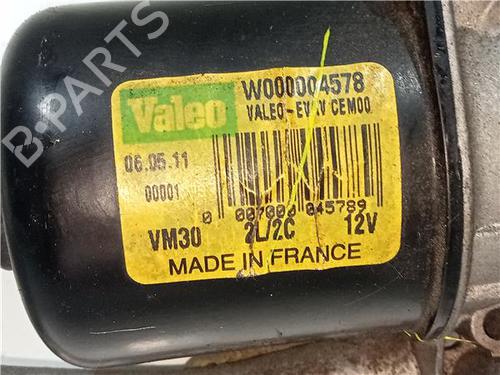 B-PARTS
Valeo
W000004578
VALEO-EV&V CEM00
06.05.11
00001
0 007000 045789
VM30 2L/2C 12V
MADE IN FRANCE